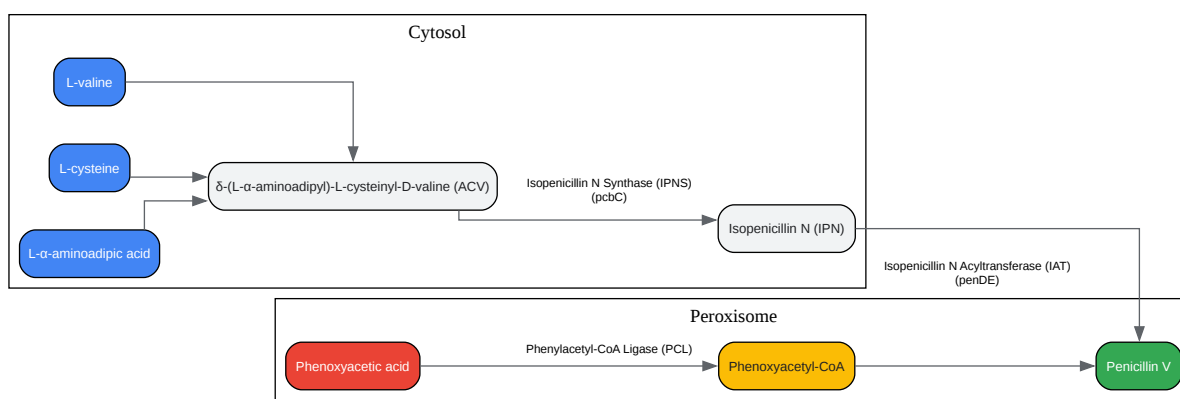 Cytosol
L-valine
L-cysteine
δ-(L-α-aminoadipyl)-L-cysteinyl-D-valine (ACV)
Isopenicillin N Synthase (IPNS)
(pcbC)
Isopenicillin N (IPN)
L-α-aminoadipic acid
Isopenicillin N Acyltransferase (IAT)
(penDE)
Peroxisome
Phenoxyacetic acid
Phenylacetyl-CoA Ligase (PCL)
Phenoxyacetyl-CoA
Penicillin V